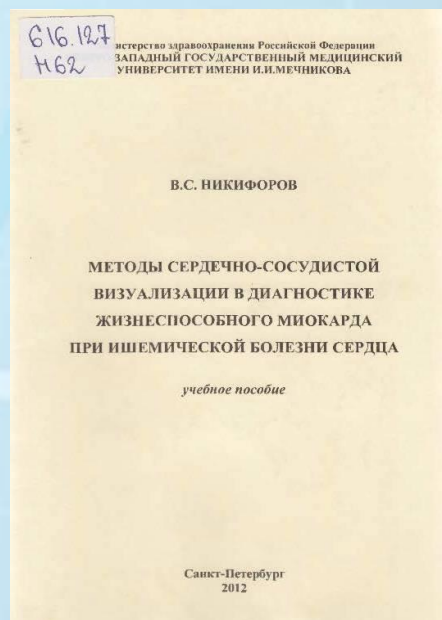 616.127
Н62
нистерство здравоохранения Российской Федерации
ЗАПАДНЫЙ ГОСУДАРСТВЕННЫЙ МЕДИЦИНСКИЙ
УНИВЕРСИТЕТ ИМЕНИ И.И.МЕЧНИКОВА
В.С. НИКИФОРОВ
МЕТОДЫ СЕРДЕЧНО-СОСУДИСТОЙ
ВИЗУАЛИЗАЦИИ В ДИАГНОСТИКЕ
ЖИЗНЕСПОСОБНОГО МИОКАРДА
ПРИ ИШЕМИЧЕСКОЙ БОЛЕЗНИ СЕРДЦА
учебное пособие
Санкт-Петербург
2012